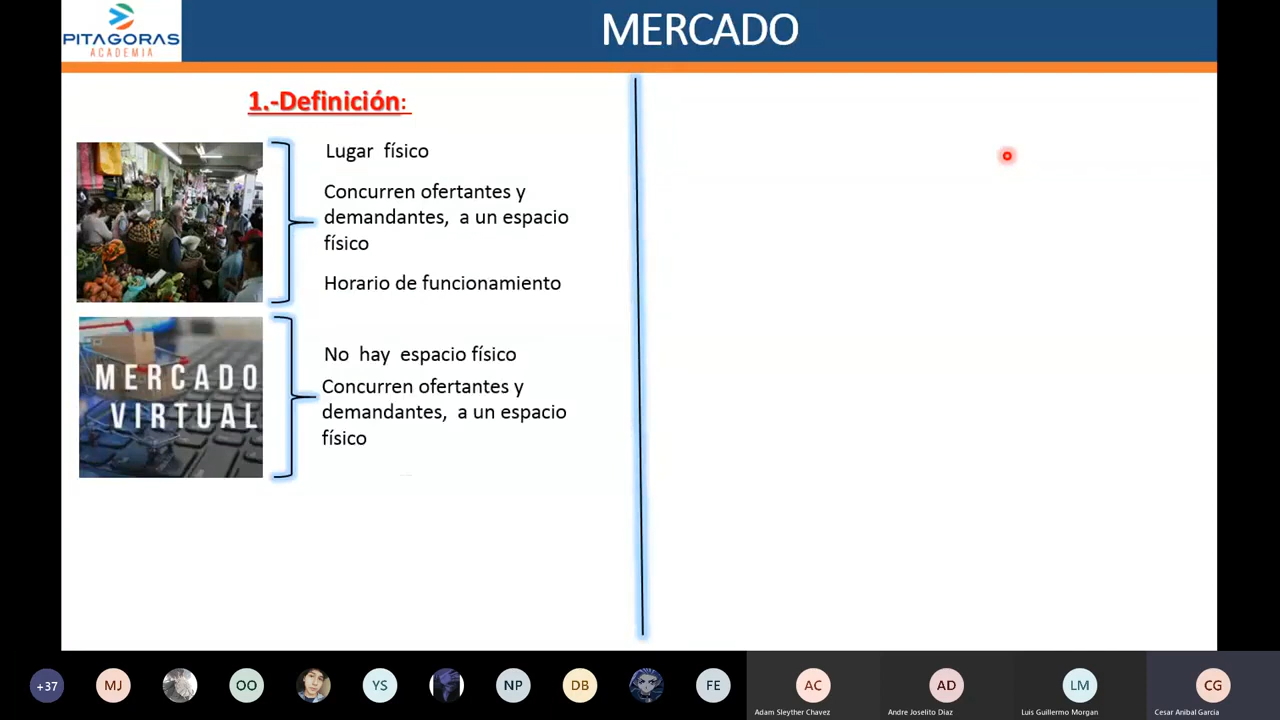 PITAGORAS
ACADEMIA
MERCADO
1.-Definición:
Lugar físico
Concurren ofertantes y
demandantes, a un espacio
físico
Horario de funcionamiento
MERCADO
VIRTUAL
No hay espacio físico
Concurren ofertantes y
demandantes, a un espacio
físico
+37
MJ
OO
YS
NP
DB
FE
AC
AD
LM
CG
Adam Sleyther Chavez
Andre Joselito Diaz
Luis Guillermo Morgan
Cesar Anibal Garcia